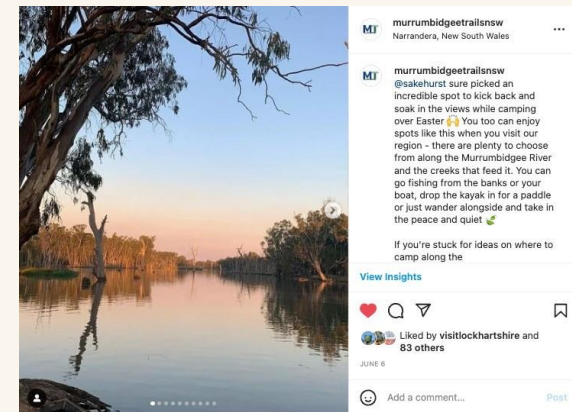 murrumbidgeetrailsnsw
Narrandera, New South Wales
murrumbidgeetrailsnsw
@sakehurst sure picked an
incredible spot to kick back and
soak in the views while camping
over Easter 🙌 You too can enjoy
spots like this when you visit our
region - there are plenty to choose
from along the Murrumbidgee River
and the creeks that feed it. You can
go fishing from the banks or your
boat, drop the kayak in for a paddle
or just wander alongside and take in
the peace and quiet 🍃
If you're stuck for ideas on where to
camp along the
View Insights
Liked by visitlockhartshire and
83 others
JUNE 6
Add a comment...
Post